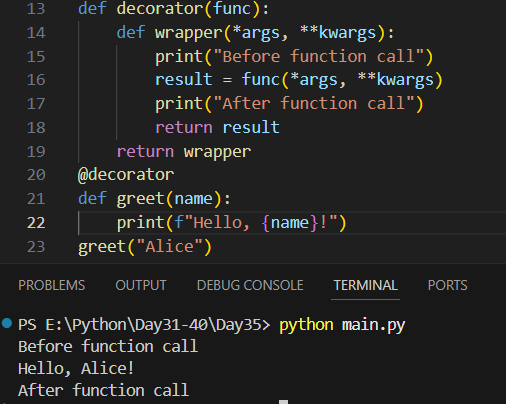 13 def decorator(func):
14     def wrapper(*args, **kwargs):
15         print("Before function call")
16         result = func(*args, **kwargs)
17         print("After function call")
18         return result
19     return wrapper
20 @decorator
21 def greet(name):
22     print(f"Hello, {name}!")
23 greet("Alice")
PROBLEMS OUTPUT DEBUG CONSOLE TERMINAL PORTS
PS E:\Python\Day31-40\Day35> python main.py
Before function call
Hello, Alice!
After function call